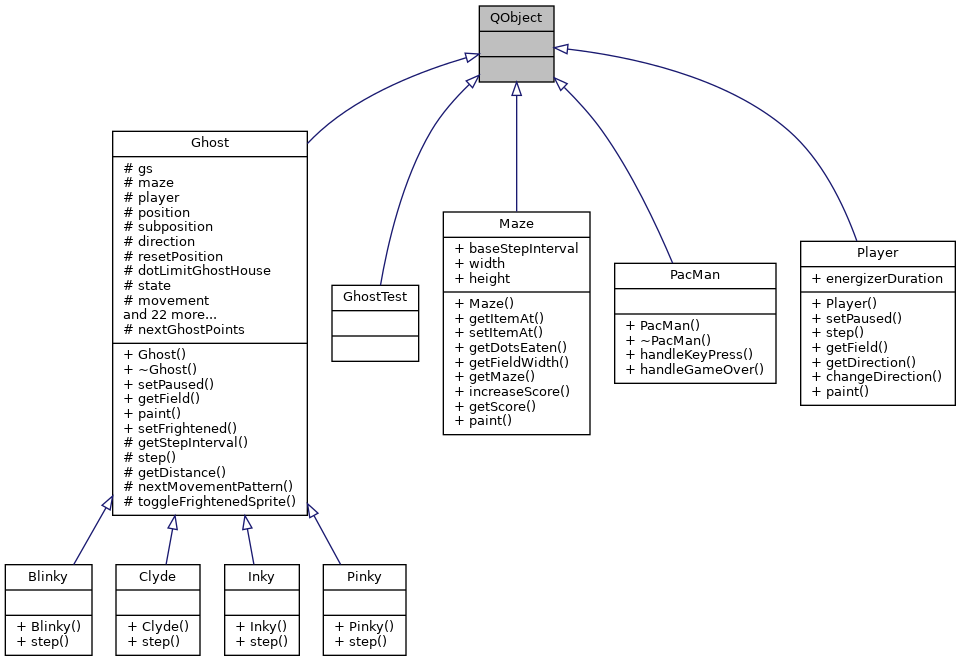 QObject
Ghost
# gs
# maze
# player
# position
# subposition
# direction
# resetPosition
# dotLimitGhostHouse
# state
# movement
and 22 more...
# nextGhostPoints
+ Ghost()
+ ~Ghost()
+ setPaused()
+ getField()
+ paint()
+ setFrightened()
# getStepInterval()
# step()
# getDistance()
# nextMovementPattern()
# toggleFrightenedSprite()
GhostTest
Maze
+ baseStepInterval
+ width
+ height
+ Maze()
+ getItemAt()
+ setItemAt()
+ getDotsEaten()
+ getFieldWidth()
+ getMaze()
+ increaseScore()
+ getScore()
+ paint()
PacMan
+ PacMan()
+ ~PacMan()
+ handleKeyPress()
+ handleGameOver()
Player
+ energizerDuration
+ Player()
+ setPaused()
+ step()
+ getField()
+ getDirection()
+ changeDirection()
+ paint()
Blinky
+ Blinky()
+ step()
Clyde
+ Clyde()
+ step()
Inky
+ Inky()
+ step()
Pinky
+ Pinky()
+ step()